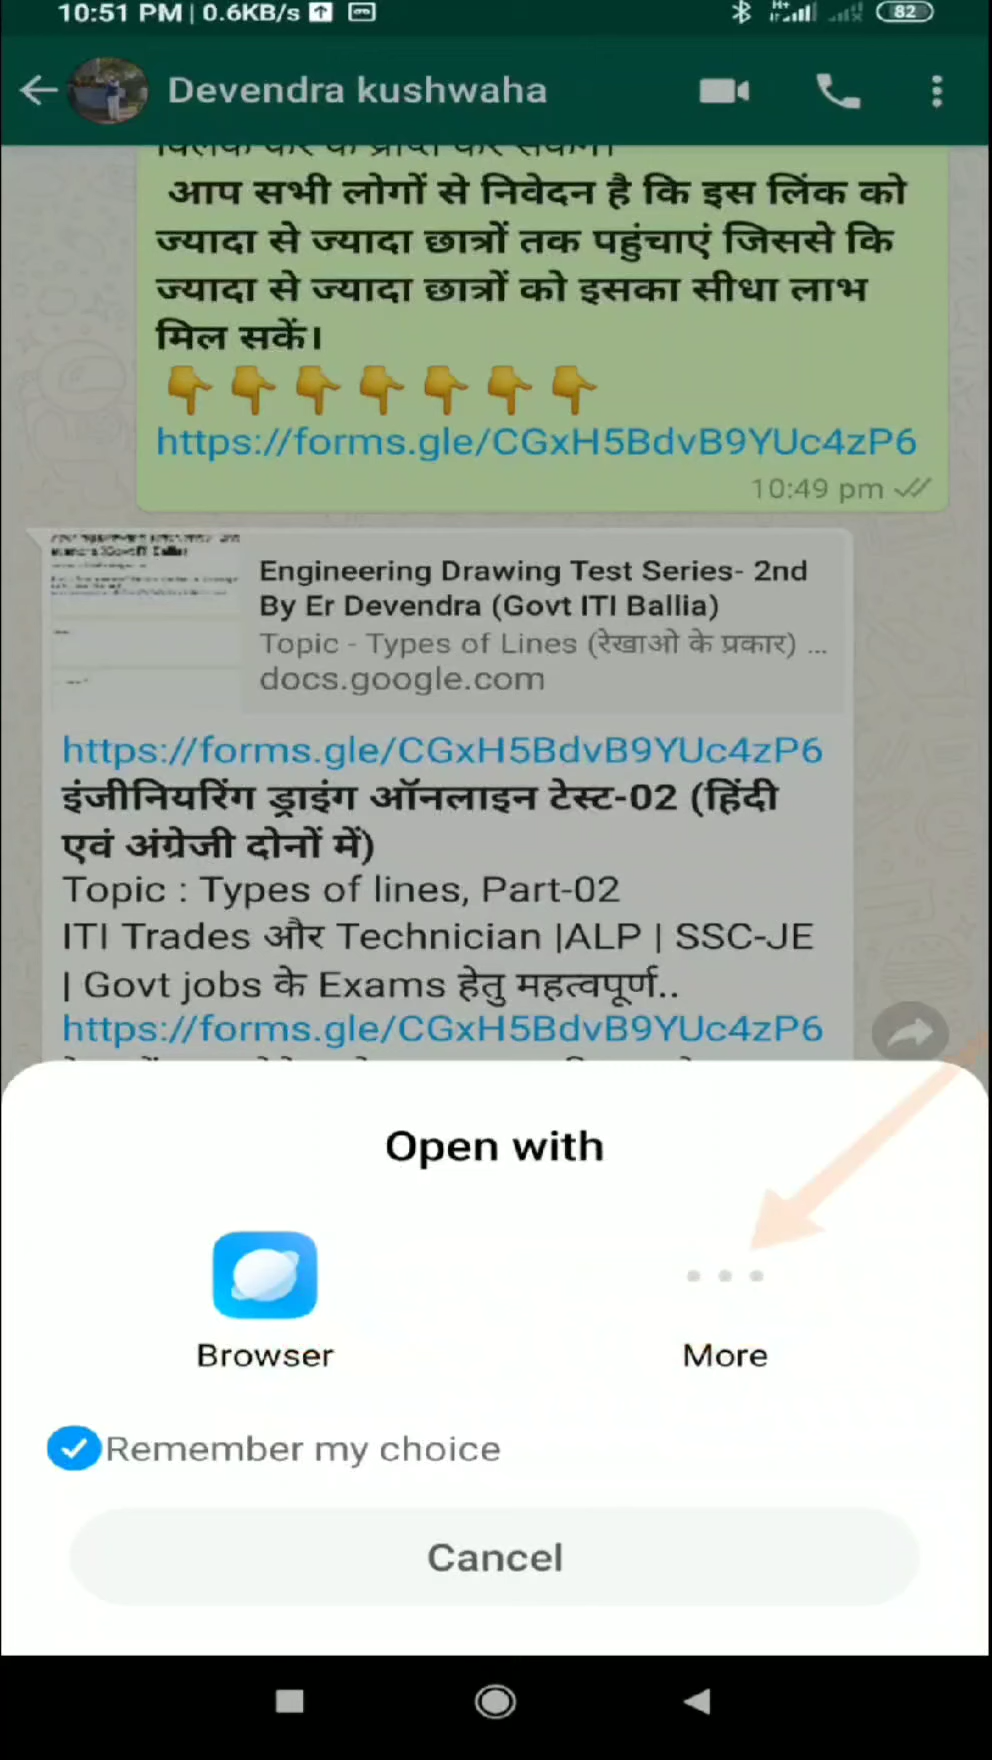 10:51 PM | 0.6KB/s
82
Devendra kushwaha
आप सभी लोगों से निवेदन है कि इस लिंक को
ज्यादा से ज्यादा छात्रों तक पहुंचाएं जिससे कि
ज्यादा से ज्यादा छात्रों को इसका सीधा लाभ
मिल सकें।
👇👇👇👇👇👇👇
https://forms.gle/CGxH5BdvB9YUc4zP6
10:49 pm
Engineering Drawing Test Series- 2nd
By Er Devendra (Govt ITI Ballia)
Topic - Types of Lines (रेखाओ के प्रकार) ...
docs.google.com
https://forms.gle/CGxH5BdvB9YUc4zP6
इंजीनियरिंग ड्राइंग ऑनलाइन टेस्ट-02 (हिंदी
एवं अंग्रेजी दोनों में)
Topic : Types of lines, Part-02
ITI Trades और Technician |ALP | SSC-JE
| Govt jobs के Exams हेतु महत्वपूर्ण..
https://forms.gle/CGxH5BdvB9YUc4zP6
Open with
Browser
More
Remember my choice
Cancel